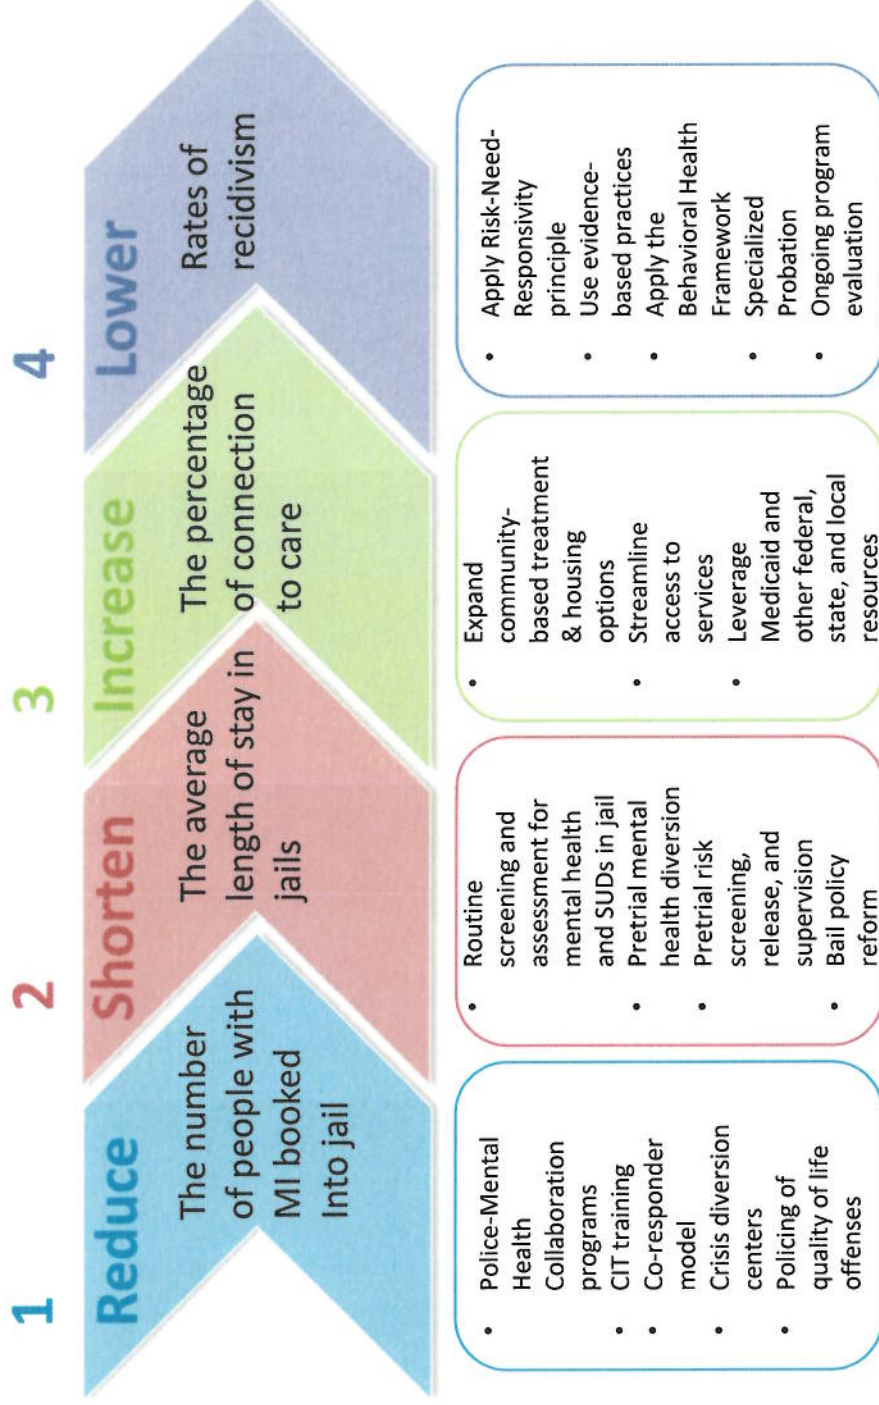 1
Reduce
The number
of people with
MI booked
Into jail
• Police-Mental
Health
Collaboration
programs
• CIT training
• Co-responder
model
• Crisis diversion
centers
• Policing of
quality of life
offenses
2
Shorten
The average
length of stay in
jails
• Routine
screening and
assessment for
mental health
and SUDs in jail
• Pretrial mental
health diversion
• Pretrial risk
screening,
release, and
supervision
• Bail policy
reform
3
Increase
The percentage
of connection
to care
• Expand
community-
based treatment
& housing
options
• Streamline
access to
services
• Leverage
Medicaid and
other federal,
state, and local
resources
4
Lower
Rates of
recidivism
• Apply Risk-Need-
Responsivity
principle
• Use evidence-
based practices
• Apply the
Behavioral Health
Framework
• Specialized
Probation
• Ongoing program
evaluation